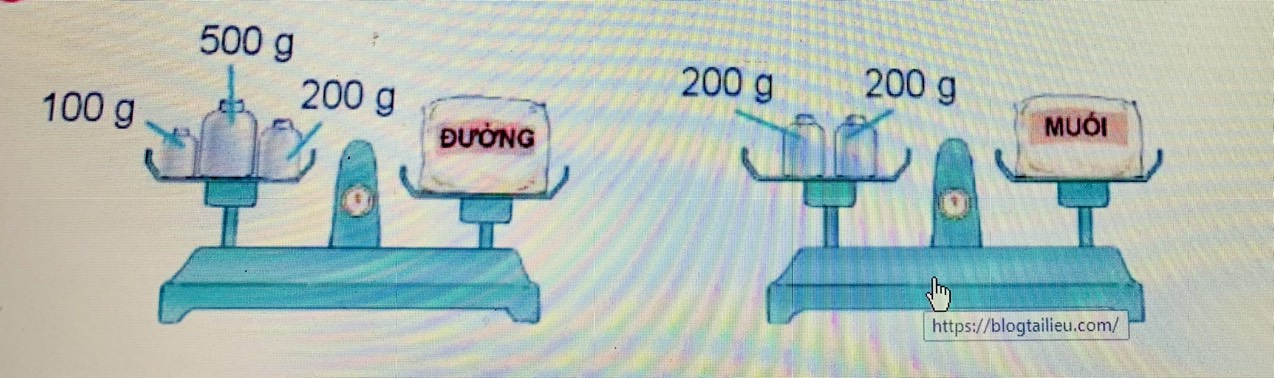 500 g
100 g
200 g
ĐƯỜNG
200 g
200 g
MUỐI
https://blogtailieu.com/